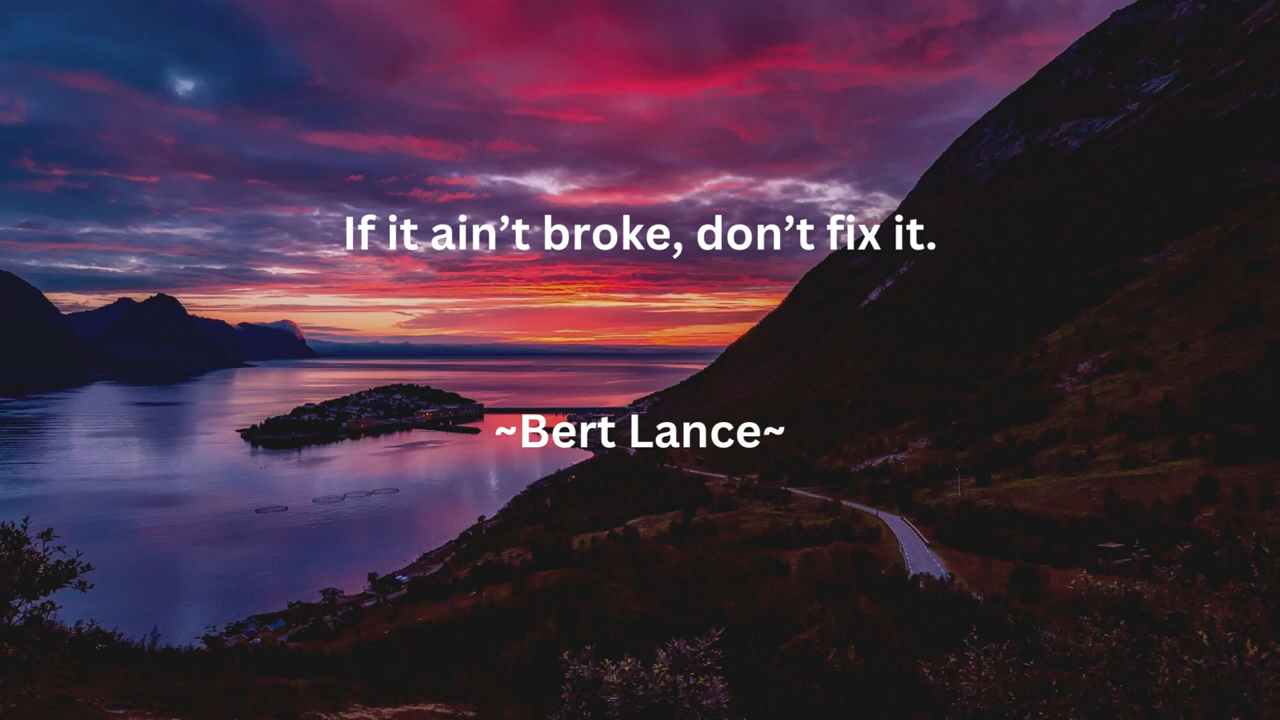 If it ain’t broke, don’t fix it.
~Bert Lance~